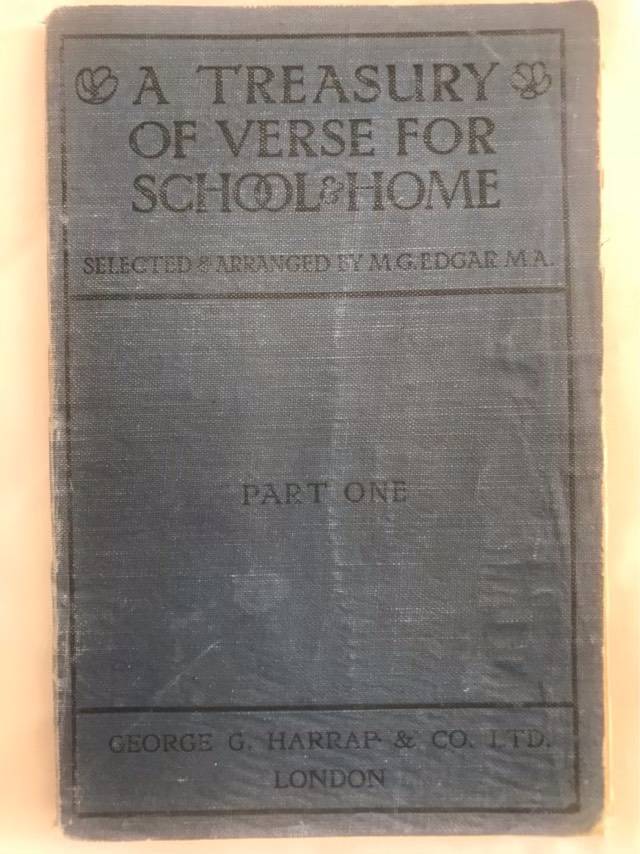 A TREASURY
OF VERSE FOR
SCHOOL & HOME
SELECTED & ARRANGED BY M.G. EDGAR M.A.
PART ONE
GEORGE G. HARRAP & CO. LTD.
LONDON